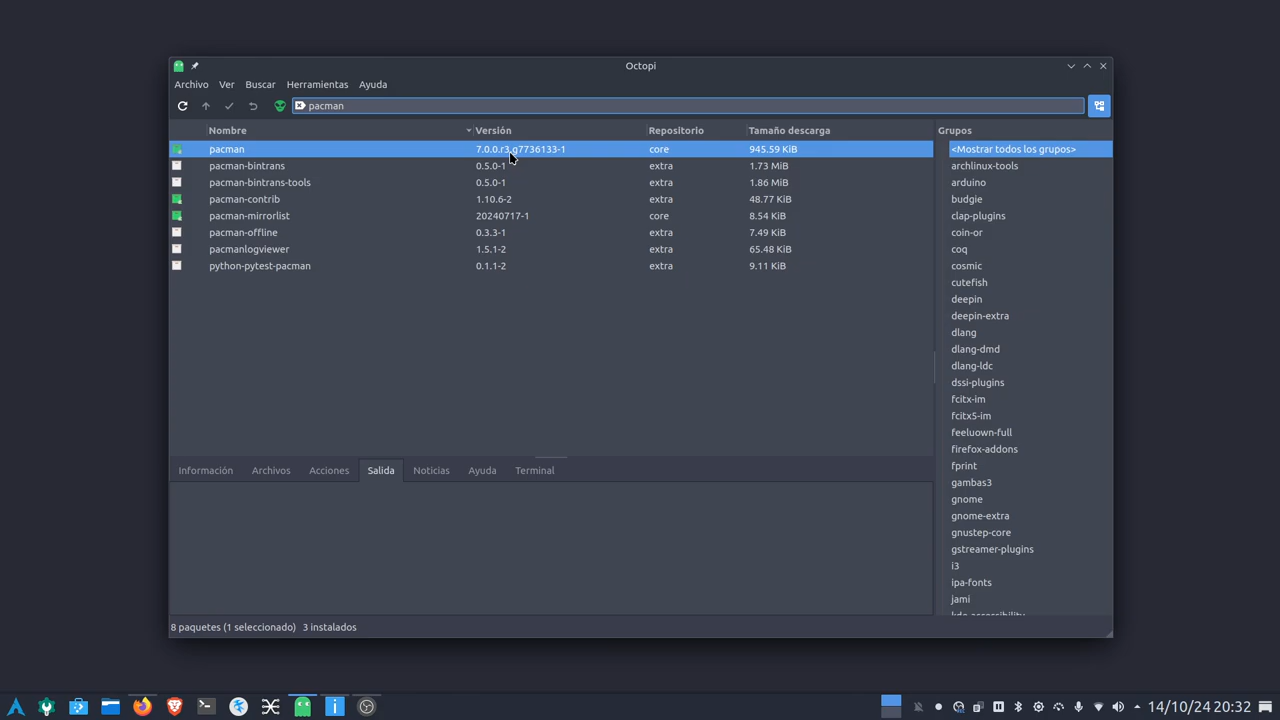 Octopi
Archivo Ver Buscar Herramientas Ayuda
pacman
Nombre Versión Repositorio Tamaño descarga Grupos
pacman 7.0.0.r3.g7736133-1 core 945.59 KiB <Mostrar todos los grupos>
pacman-bintrans 0.5.0-1 extra 1.73 MiB archlinux-tools
pacman-bintrans-tools 0.5.0-1 extra 1.86 MiB arduino
pacman-contrib 1.10.6-2 extra 48.77 KiB budgie
pacman-mirrorlist 20240717-1 core 8.54 KiB clap-plugins
pacman-offline 0.3.3-1 extra 7.49 KiB coin-or
pacmanlogviewer 1.5.1-2 extra 65.48 KiB coq
python-pytest-pacman 0.1.1-2 extra 9.11 KiB cosmic
cutefish
deepin
deepin-extra
dlang
dlang-dmd
dlang-ldc
dssi-plugins
fcitx-im
fcitx5-im
feeluown-full
firefox-addons
fprint
gambas3
gnome
gnome-extra
gnustep-core
gstreamer-plugins
i3
ipa-fonts
jami
kde-accessibility
Información Archivos Acciones Salida Noticias Ayuda Terminal
8 paquetes (1 seleccionado) 3 instalados
14/10/24 20:32